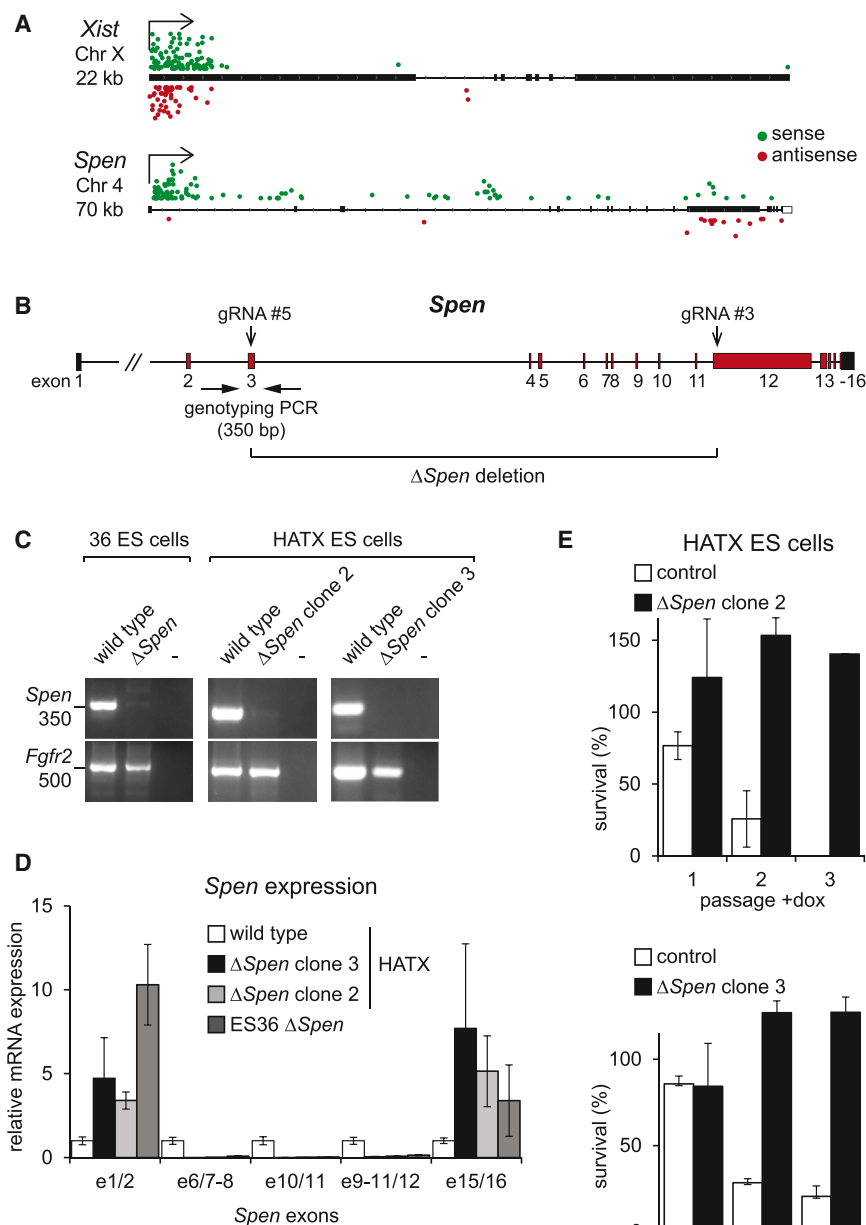 A
Xist
Chr X
22 kb
Spen
Chr 4
70 kb
sense
antisense
B
Spen
gRNA #5
gRNA #3
exon 1 2 3 4 5 6 7 8 9 10 11 12 13 -16
genotyping PCR
(350 bp)
ΔSpen deletion
C
36 ES cells
HATX ES cells
wild type
ΔSpen
-
wild type
ΔSpen clone 2
-
wild type
ΔSpen clone 3
-
Spen
350
Fgfr2
500
D
Spen expression
wild type
ΔSpen clone 3
ΔSpen clone 2
ES36 ΔSpen
HATX
relative mRNA expression
15
10
5
0
e1/2 e6/7-8 e10/11 e9-11/12 e15/16
Spen exons
E
HATX ES cells
control
ΔSpen clone 2
survival (%)
150
100
50
0
1 2 3
passage +dox
control
ΔSpen clone 3
survival (%)
100
50